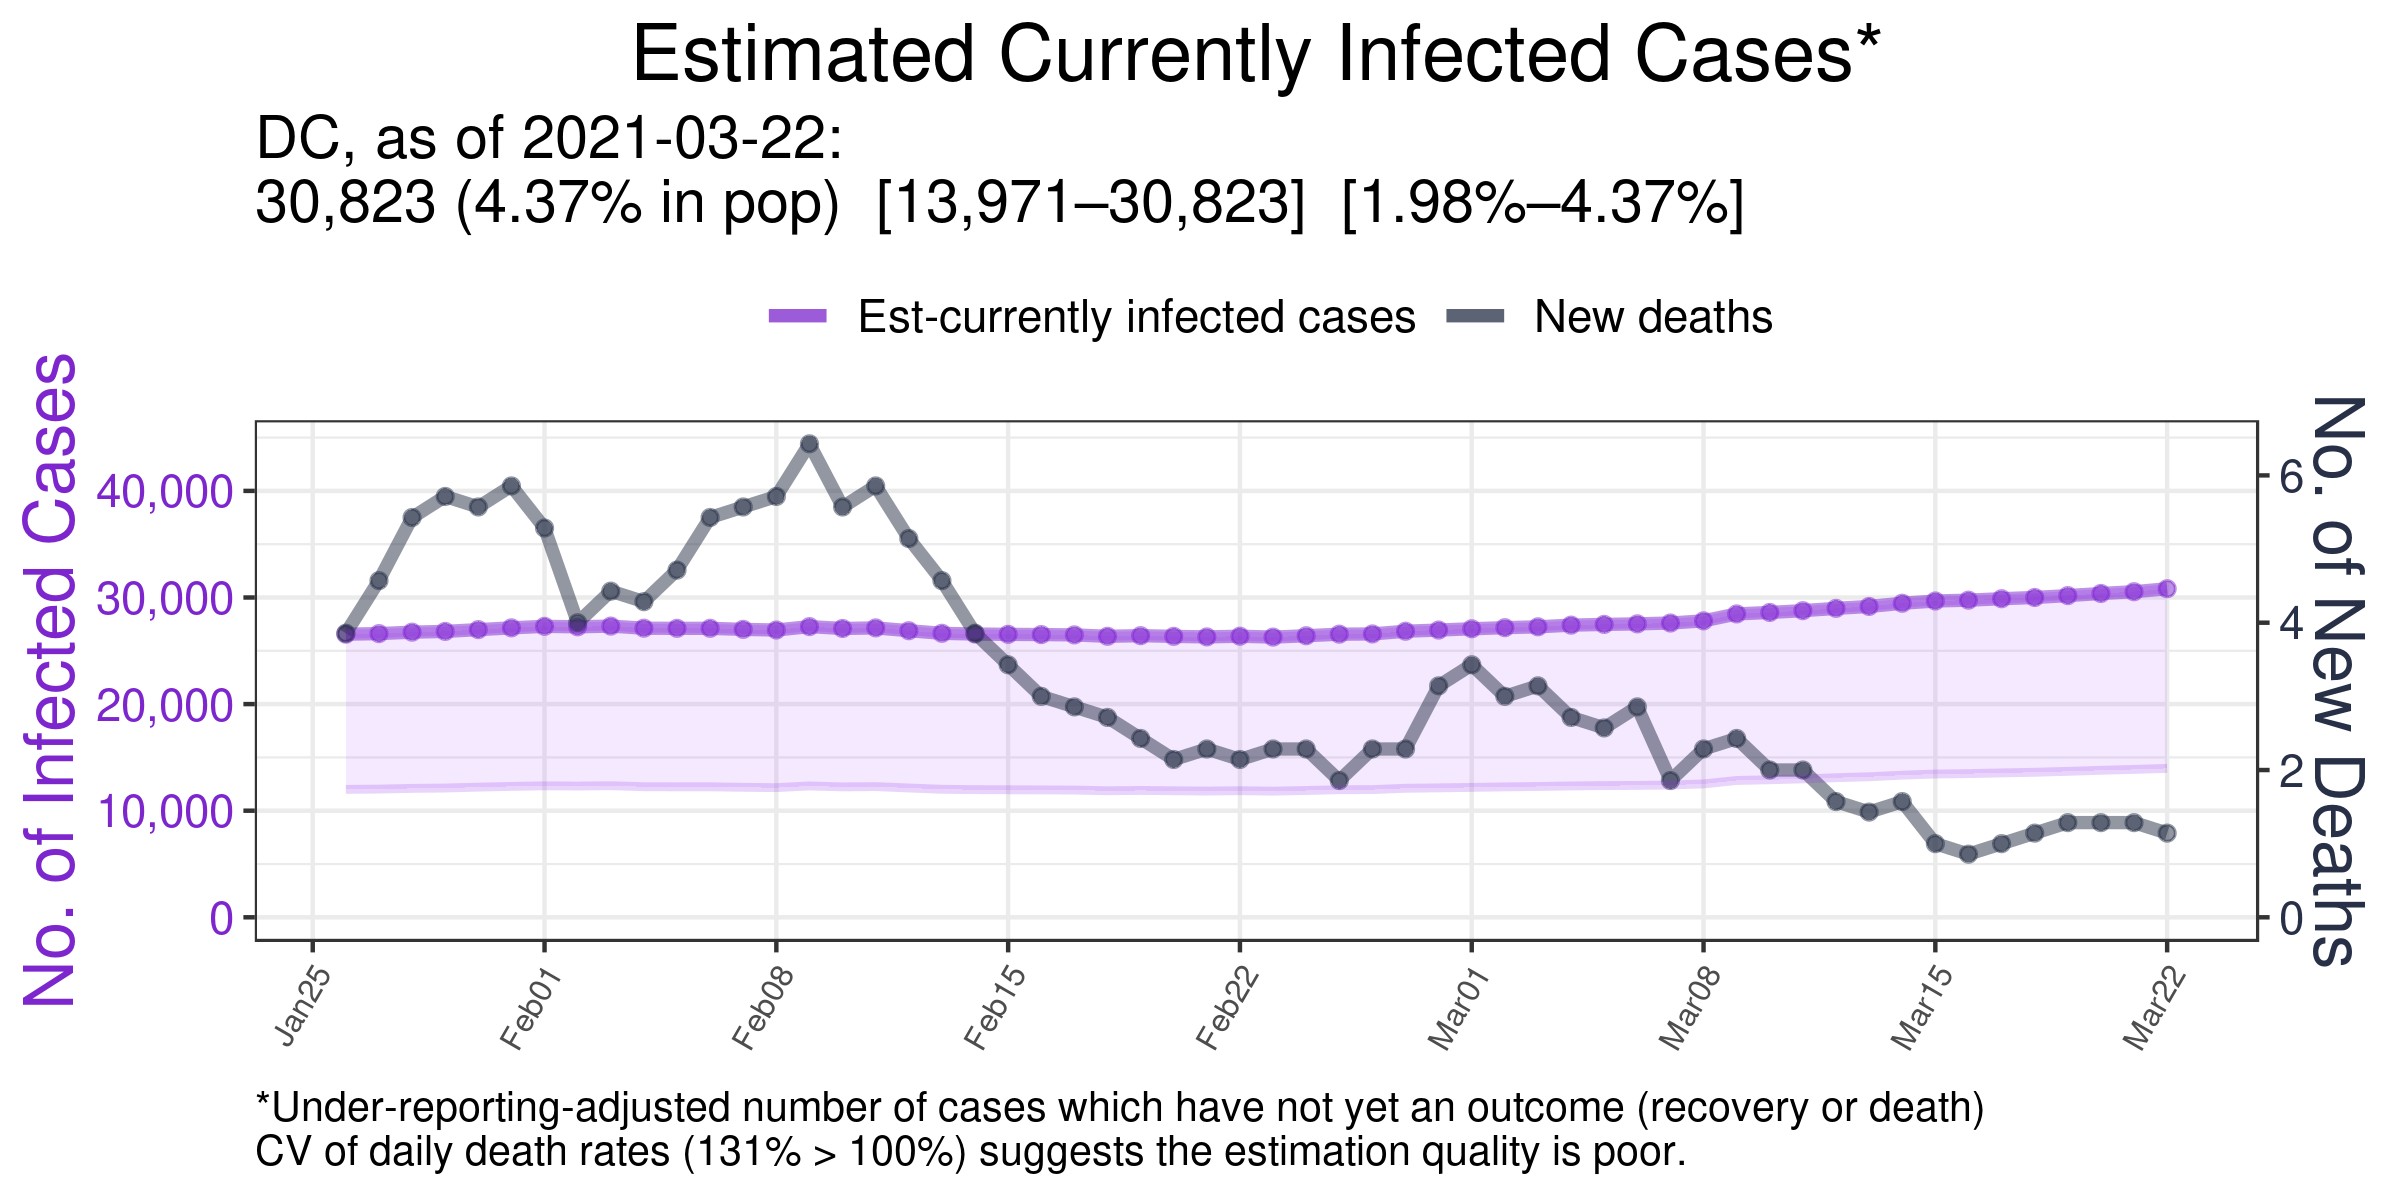 Estimated Currently Infected Cases*
DC, as of 2021-03-22:
30,823 (4.37% in pop)  [13,971–30,823]  [1.98%–4.37%]
Est-currently infected cases
New deaths
No. of Infected Cases
40,000
30,000
20,000
10,000
0
6
4
2
0
No. of New Deaths
Jan25
Feb01
Feb08
Feb15
Feb22
Mar01
Mar08
Mar15
Mar22
*Under-reporting-adjusted number of cases which have not yet an outcome (recovery or death)
CV of daily death rates (131% > 100%) suggests the estimation quality is poor.